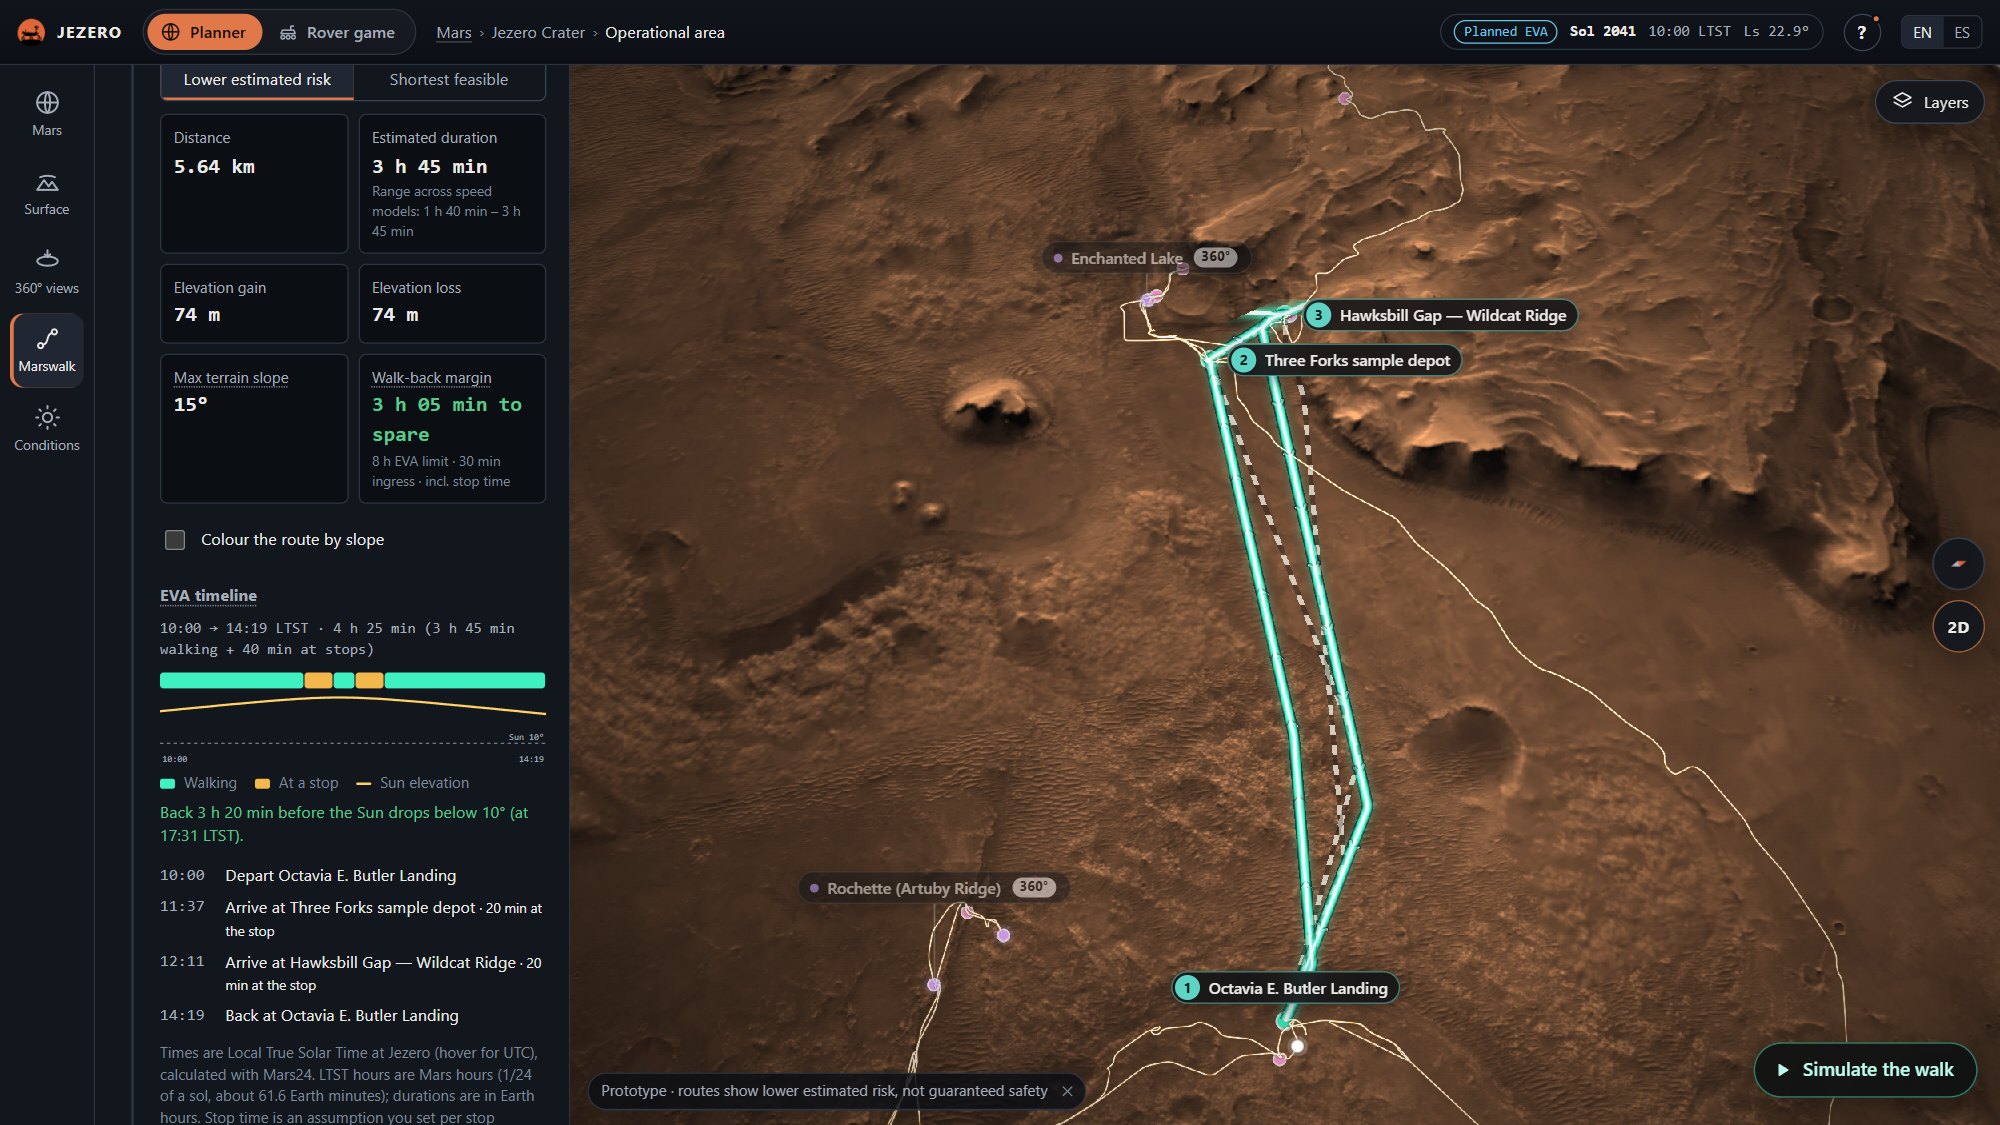 JEZERO
Planner
Rover game
Mars › Jezero Crater › Operational area
Planned EVA Sol 2041 10:00 LTST Ls 22.9°
?
EN ES
Mars
Surface
360° views
Marswalk
Conditions
Lower estimated risk
Shortest feasible
Distance
5.64 km
Estimated duration
3 h 45 min
Range across speed
models: 1 h 40 min – 3 h
45 min
Elevation gain
74 m
Elevation loss
74 m
Max terrain slope
15°
Walk-back margin
3 h 05 min to
spare
8 h EVA limit · 30 min
ingress · incl. stop time
Colour the route by slope
EVA timeline
10:00 → 14:19 LTST · 4 h 25 min (3 h 45 min
walking + 40 min at stops)
Sun 10°
10:00 14:19
Walking At a stop Sun elevation
Back 3 h 20 min before the Sun drops below 10° (at
17:31 LTST).
10:00 Depart Octavia E. Butler Landing
11:37 Arrive at Three Forks sample depot · 20 min at
the stop
12:11 Arrive at Hawksbill Gap — Wildcat Ridge · 20
min at the stop
14:19 Back at Octavia E. Butler Landing
Times are Local True Solar Time at Jezero (hover for UTC),
calculated with Mars24. LTST hours are Mars hours (1/24
of a sol, about 61.6 Earth minutes); durations are in Earth
hours. Stop time is an assumption you set per stop
Layers
Enchanted Lake 360°
3 Hawksbill Gap — Wildcat Ridge
2 Three Forks sample depot
2D
Rochette (Artuby Ridge) 360°
1 Octavia E. Butler Landing
Simulate the walk
Prototype · routes show lower estimated risk, not guaranteed safety